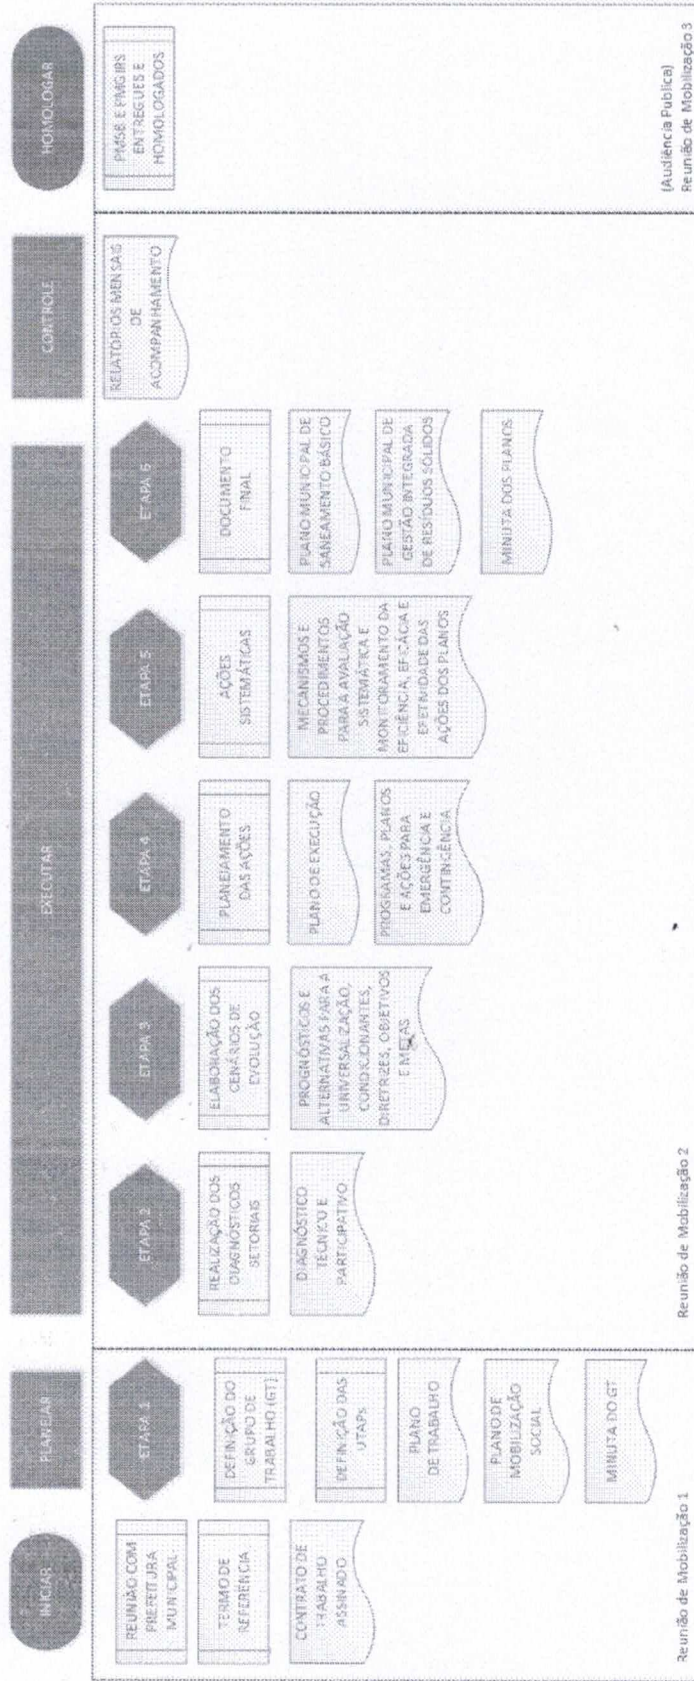 INICIAR
REUNIÃO COM
PREFEITURA
MUNICIPAL
TERMO DE
REFERÊNCIA
CONTRATO DE
TRABALHO
ASSINADO
Reunião de Mobilização 1
PLANEJAR
ETAPA 1
DEFINIÇÃO DO
GRUPO DE
TRABALHO (GT)
DEFINIÇÃO DAS
UTAPs
PLANO
DE TRABALHO
PLANO DE
MOBILIZAÇÃO
SOCIAL
MINUTA DO GT
EXECUTAR
ETAPA 2
REALIZAÇÃO DOS
DIAGNÓSTICOS
SETORIAIS
DIAGNÓSTICO
TÉCNICO E
PARTICIPATIVO
Reunião de Mobilização 2
ETAPA 3
ELABORAÇÃO DOS
CENÁRIOS DE
EVOLUÇÃO
PROGNÓSTICOS E
ALTERNATIVAS PARA A
UNIVERSALIZAÇÃO,
CONDICIONANTES,
DIRETRIZES, OBJETIVOS
E METAS
ETAPA 4
PLANEJAMENTO
DAS AÇÕES
PLANO DE EXECUÇÃO
PROGRAMAS, PLANOS
E AÇÕES PARA
EMERGÊNCIA E
CONTINGÊNCIA
ETAPA 5
AÇÕES
SISTEMÁTICAS
MECANISMOS E
PROCEDIMENTOS
PARA A AVALIAÇÃO
SISTEMÁTICA E
MONITORAMENTO DA
EFICIÊNCIA, EFICÁCIA E
EFETIVIDADE DAS
AÇÕES DOS PLANOS
ETAPA 6
DOCUMENTO
FINAL
PLANO MUNICIPAL DE
SANEAMENTO BÁSICO
PLANO MUNICIPAL DE
GESTÃO INTEGRADA
DE RESÍDUOS SÓLIDOS
MINUTA DOS PLANOS
CONTROLE
RELATÓRIOS MENSAIS
DE
ACOMPANHAMENTO
HOMOLOGAR
PMSB E PMGIRS
ENTREGUES E
HOMOLOGADOS
(Audiência Publica)
Reunião de Mobilização 3